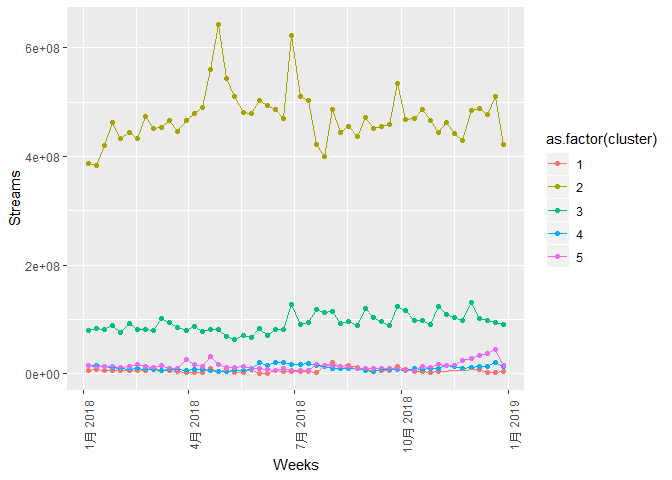 6e+08
4e+08
2e+08
0e+00
Streams
1月 2018
4月 2018
7月 2018
10月 2018
1月 2019
Weeks
as.factor(cluster)
1
2
3
4
5